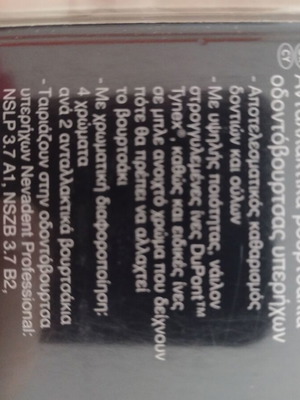 CY
οδοντόβουρτσας υπερήχων
- Αποτελεσματικός καθαρισμός
δοντιών και ούλων
- Με υψηλής ποιότητας, νάιλον
στρογγυλεμένες ίνες DuPont™
Tynex®, καθώς και ειδικές ίνες
σε μπλε ανοιχτό χρώμα που δείχνουν
πότε θα πρέπει να αλλαχτεί
το βουρτσάκι
- Με χρωματική διαφοροποίηση:
4 χρώματα
ανά 2 ανταλλακτικά βουρτσάκια
- Ταιριάζουν στην οδοντόβουρτσα
υπερήχων Nevadent Professional:
NSLP 3.7 A1, NSZB 3.7 B2,